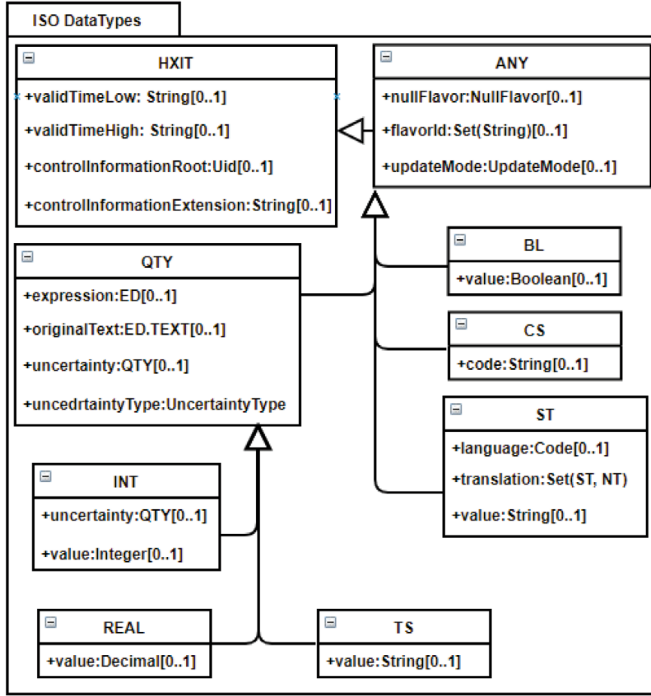 ISO DataTypes
HXIT
+validTimeLow: String[0..1]
+validTimeHigh: String[0..1]
+controlInformationRoot:Uid[0..1]
+controlInformationExtension:String[0..1]
ANY
+nullFlavor:NullFlavor[0..1]
+flavorId:Set(String)[0..1]
+updateMode:UpdateMode[0..1]
QTY
+expression:ED[0..1]
+originalText:ED.TEXT[0..1]
+uncertainty:QTY[0..1]
+uncedrtaintyType:UncertaintyType
BL
+value:Boolean[0..1]
CS
+code:String[0..1]
ST
+language:Code[0..1]
+translation:Set(ST, NT)
+value:String[0..1]
INT
+uncertainty:QTY[0..1]
+value:Integer[0..1]
REAL
+value:Decimal[0..1]
TS
+value:String[0..1]